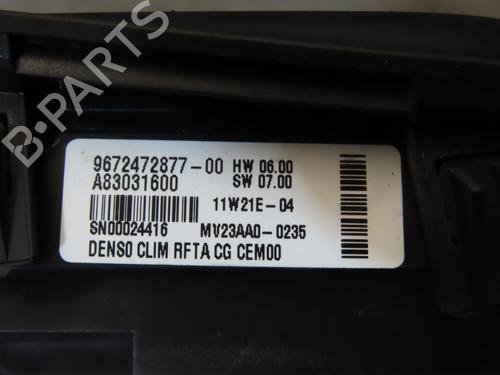 B-PARTS
9672472877-00 HW 06.00
A83031600 SW 07.00
11W21E-04
SN00024416 MV23AA0-0235
DENSO CLIM RFTA CG CEM00